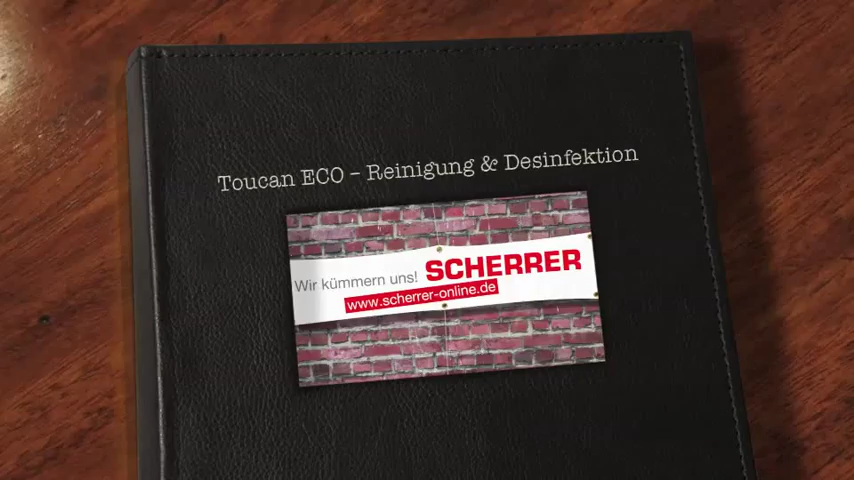 Toucan ECO – Reinigung & Desinfektion
Wir kümmern uns! SCHERRER
www.scherrer-online.de